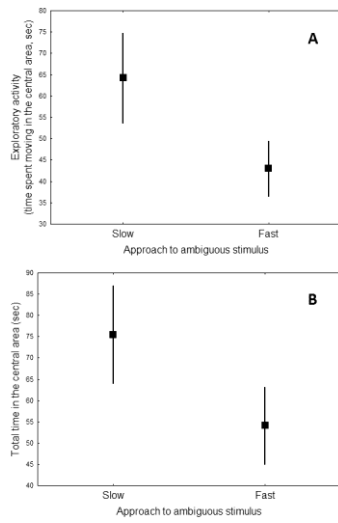 A
Exploratory activity
(time spent moving in the central area, sec)
80
75
70
65
60
55
50
45
40
35
30
Slow
Fast
Approach to ambiguous stimulus
B
Total time in the central area (sec)
90
85
80
75
70
65
60
55
50
45
40
Slow
Fast
Approach to ambiguous stimulus